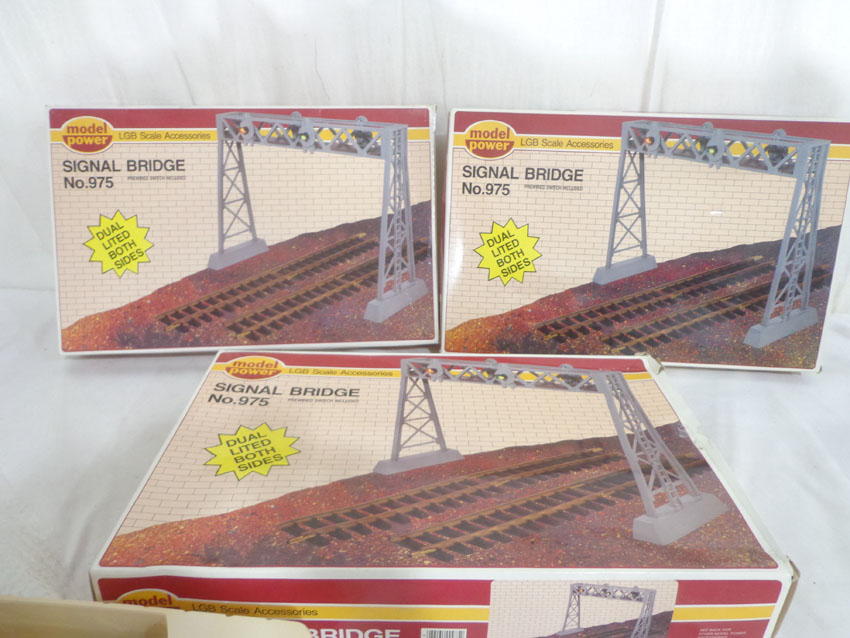 model
power
LGB Scale Accessories
SIGNAL BRIDGE
No.975 PREWIRED SWITCH INCLUDED
DUAL
LITED
BOTH
SIDES
model
power
LGB Scale Accessories
SIGNAL BRIDGE
No.975 PREWIRED SWITCH INCLUDED
DUAL
LITED
BOTH
SIDES
model
power
LGB Scale Accessories
SIGNAL BRIDGE
No.975 PREWIRED SWITCH INCLUDED
DUAL
LITED
BOTH
SIDES
model
LGB Scale Accessories
BRIDGE